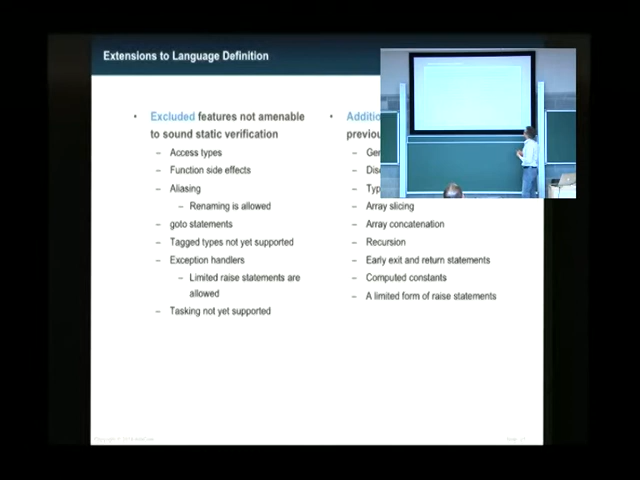 Extensions to Language Definition
• Excluded features not amenable
to sound static verification
– Access types
– Function side effects
– Aliasing
– Renaming is allowed
– goto statements
– Tagged types not yet supported
– Exception handlers
– Limited raise statements are
allowed
– Tasking not yet supported
• Additio
previou
– Ger
– Disc
– Typ
– Array slicing
– Array concatenation
– Recursion
– Early exit and return statements
– Computed constants
– A limited form of raise statements